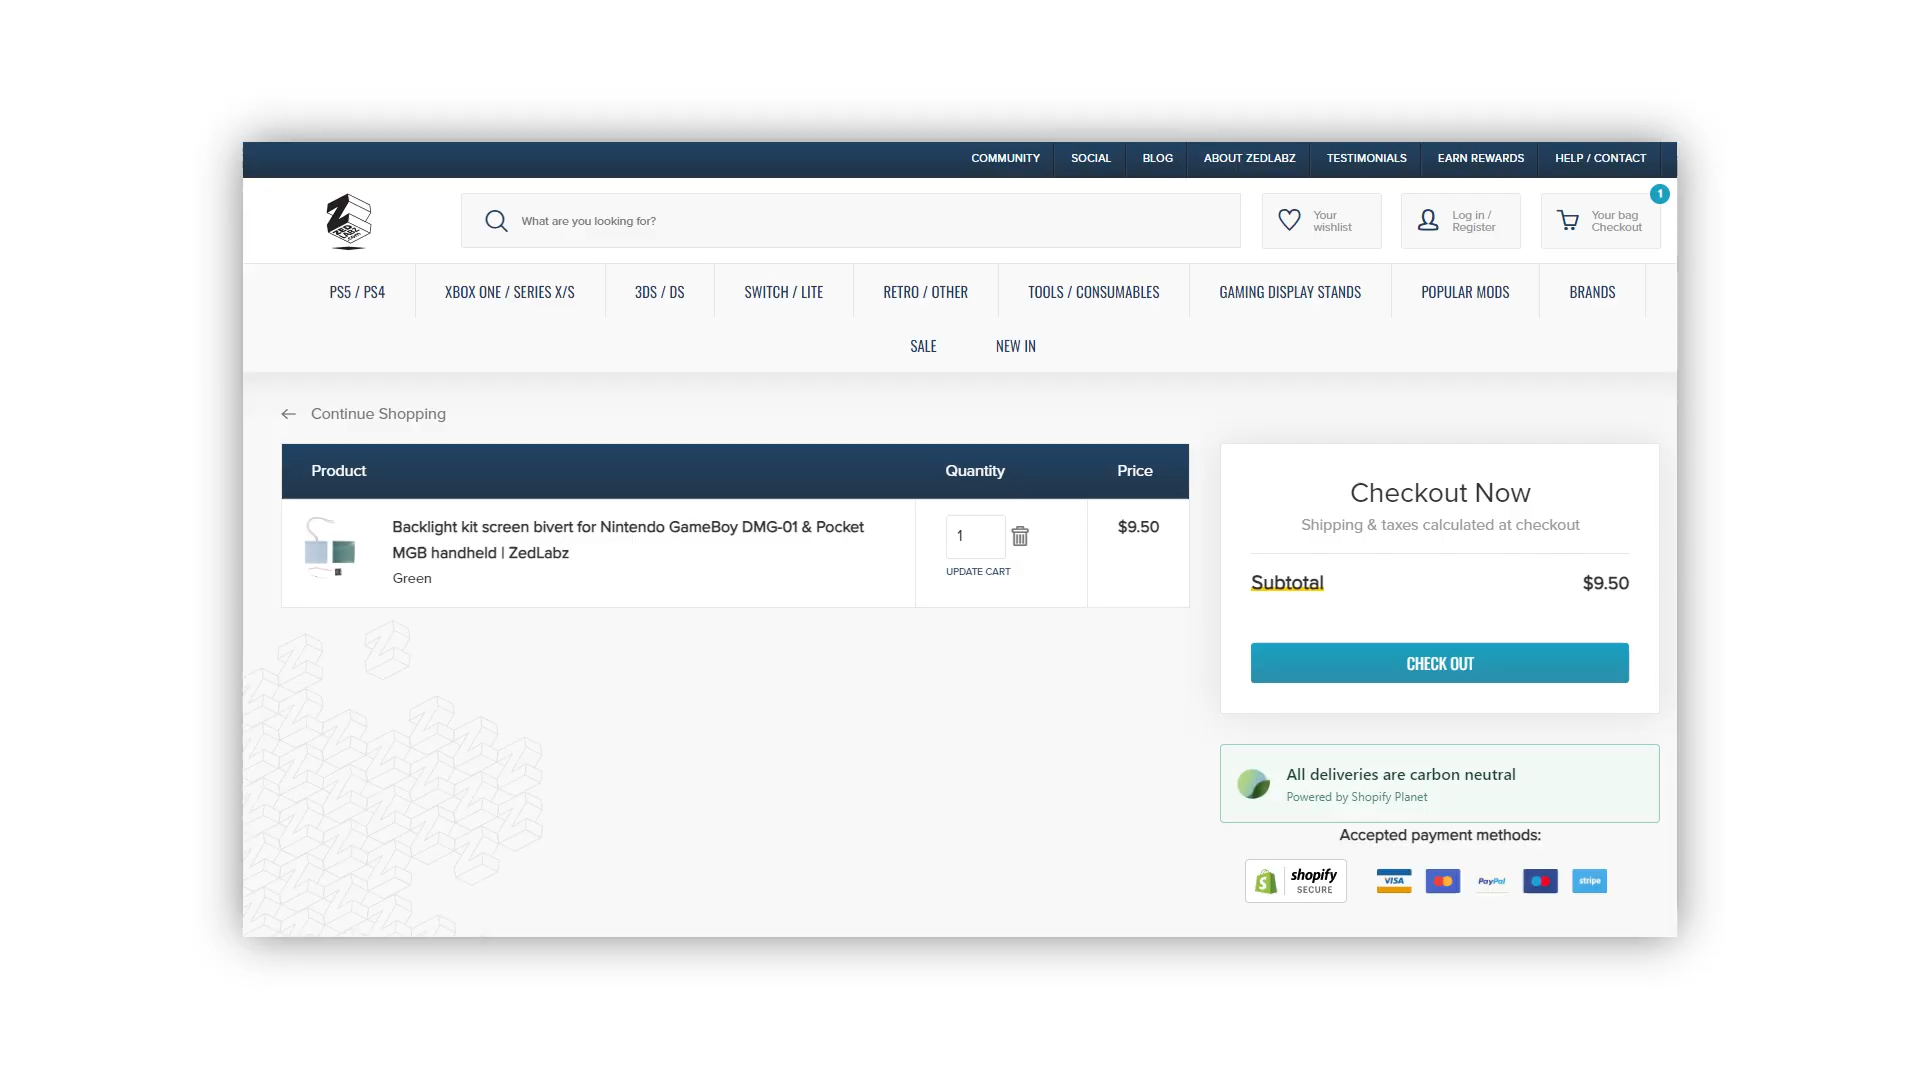 COMMUNITY
SOCIAL
BLOG
ABOUT ZEDLABZ
TESTIMONIALS
EARN REWARDS
HELP / CONTACT
ZED
LABZ
.com
What are you looking for?
Your
wishlist
Log in /
Register
Your bag
Checkout
1
PS5 / PS4
XBOX ONE / SERIES X/S
3DS / DS
SWITCH / LITE
RETRO / OTHER
TOOLS / CONSUMABLES
GAMING DISPLAY STANDS
POPULAR MODS
BRANDS
SALE
NEW IN
Continue Shopping
Product
Quantity
Price
Backlight kit screen bivert for Nintendo GameBoy DMG-01 & Pocket
MGB handheld | ZedLabz
Green
1
UPDATE CART
$9.50
Checkout Now
Shipping & taxes calculated at checkout
Subtotal
$9.50
CHECK OUT
All deliveries are carbon neutral
Powered by Shopify Planet
Accepted payment methods:
shopify
SECURE
VISA
PayPal
stripe